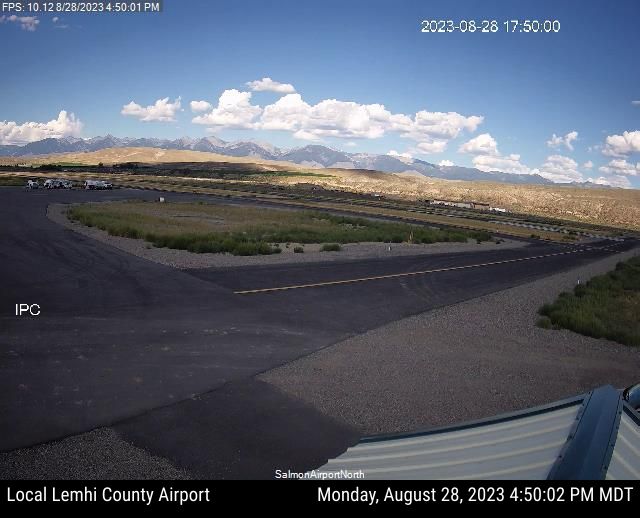 FPS: 10.12 8/28/2023 4:50:01 PM
2023-08-28 17:50:00
IPC
SalmonAirportNorth
Local Lemhi County Airport
Monday, August 28, 2023 4:50:02 PM MDT